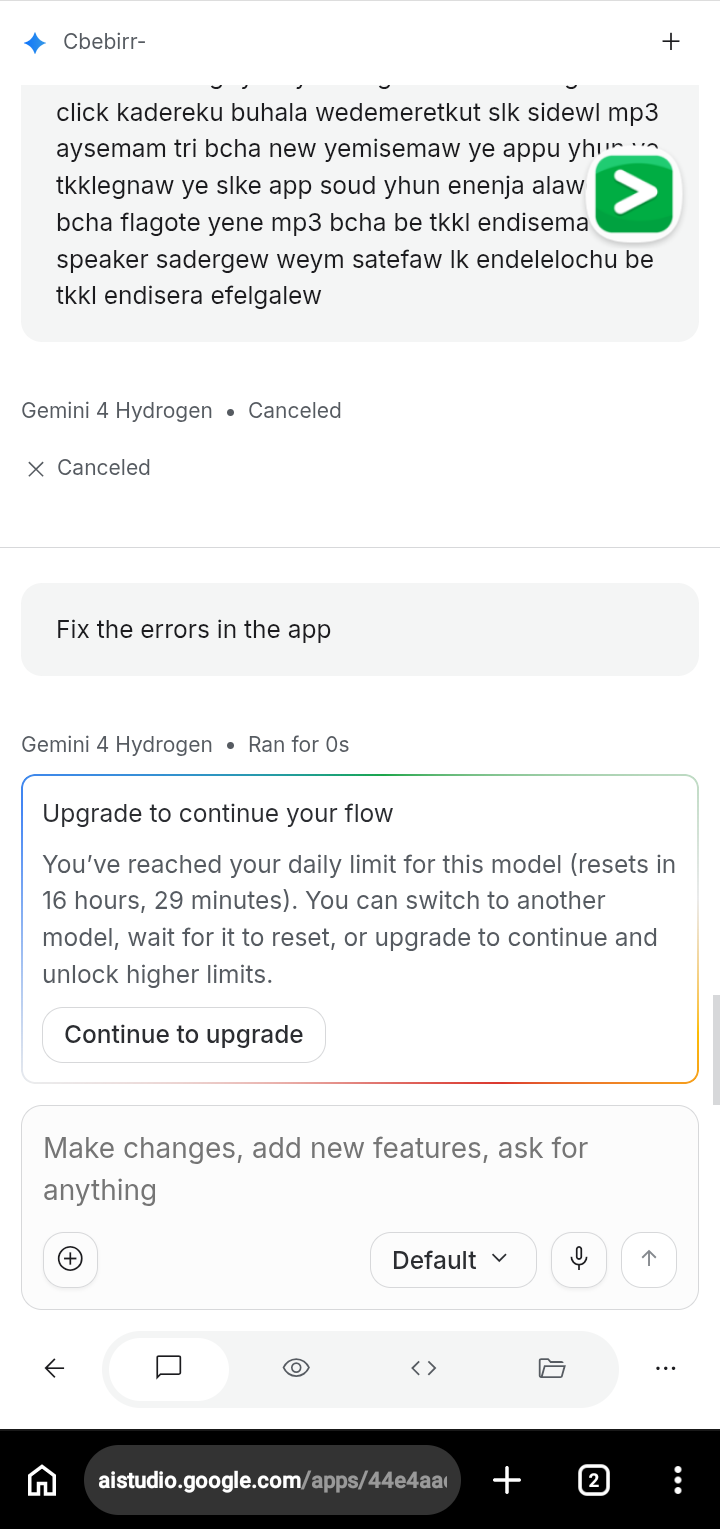 Cbebirr-
click kadereku buhala wedemeretkut slk sidewl mp3
aysemam tri bcha new yemisemaw ye appu yhun
tkklegnaw ye slke app soud yhun enenja alaw
bcha flagote yene mp3 bcha be tkkl endisema
speaker sadergew weym satefaw lk endelelochu be
tkkl endisera efelgalew
Gemini 4 Hydrogen • Canceled
Canceled
Fix the errors in the app
Gemini 4 Hydrogen • Ran for 0s
Upgrade to continue your flow
You’ve reached your daily limit for this model (resets in
16 hours, 29 minutes). You can switch to another
model, wait for it to reset, or upgrade to continue and
unlock higher limits.
Continue to upgrade
Make changes, add new features, ask for
anything
Default
aistudio.google.com/apps/44e4aa
2